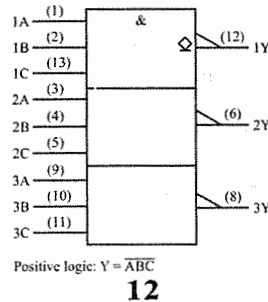 &
1A (1)
1B (2)
1C (13)
2A (3)
2B (4)
2C (5)
3A (9)
3B (10)
3C (11)
(12) 1Y
(6) 2Y
(8) 3Y
Positive logic: Y = \overline{ABC}
12